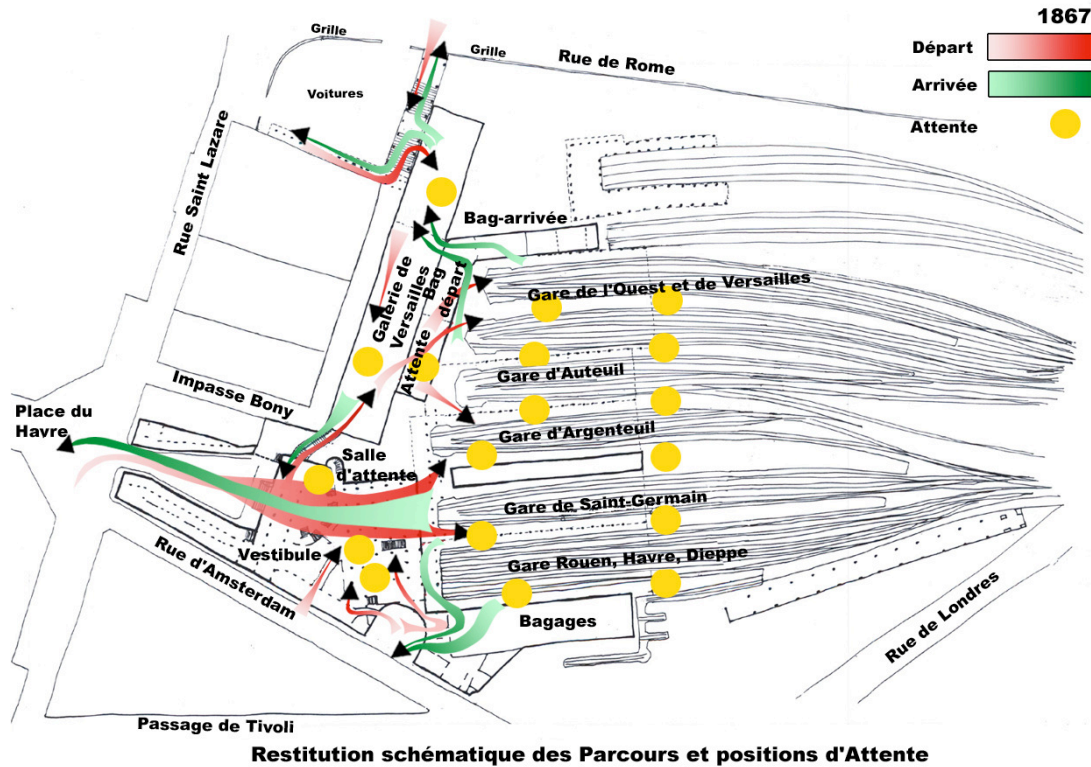 1867
Départ
Arrivée
Attente
Grille
Grille
Rue de Rome
Voitures
Rue Saint Lazare
Bag-arrivée
Galerie de
Versailles
Bag
départ
Attente
Gare de l'Ouest et de Versailles
Gare d'Auteuil
Impasse Bony
Place du
Havre
Gare d'Argenteuil
Salle
d'attente
Gare de Saint-Germain
Vestibule
Rue d'Amsterdam
Gare Rouen, Havre, Dieppe
Bagages
Rue de Londres
Passage de Tivoli
Restitution schématique des Parcours et positions d'Attente